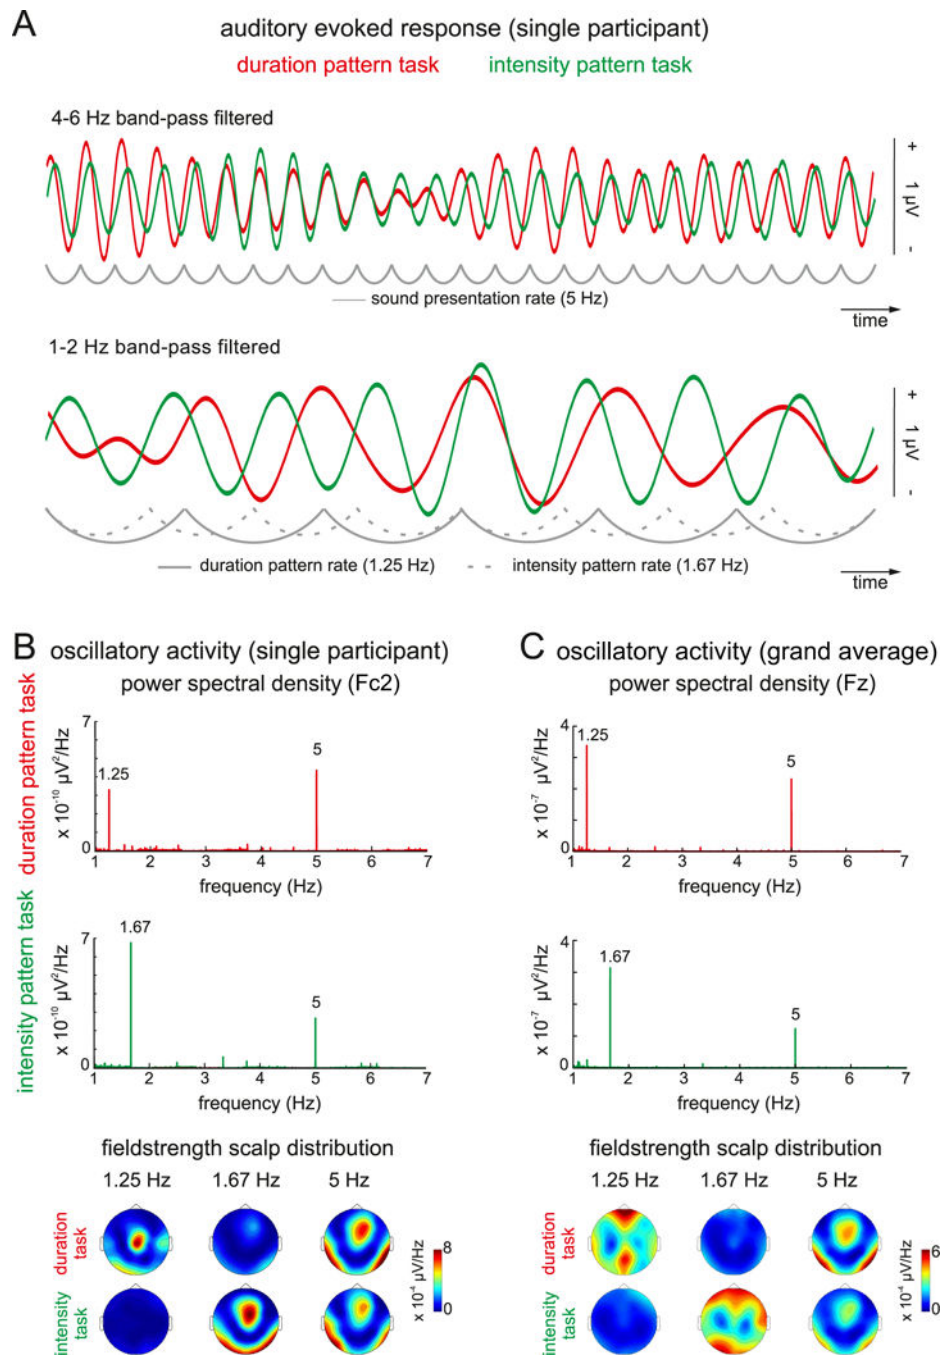 A
auditory evoked response (single participant)
duration pattern task intensity pattern task
4-6 Hz band-pass filtered
+
1 µV
-
sound presentation rate (5 Hz)
time
1-2 Hz band-pass filtered
+
1 µV
-
duration pattern rate (1.25 Hz) intensity pattern rate (1.67 Hz)
time
B oscillatory activity (single participant)
power spectral density (Fc2)
duration pattern task
x 10⁻¹⁰ µV²/Hz
7
0
1.25
5
1 2 3 4 5 6 7
frequency (Hz)
intensity pattern task
x 10⁻¹⁰ µV²/Hz
7
0
1.67
5
1 2 3 4 5 6 7
frequency (Hz)
fieldstrength scalp distribution
1.25 Hz 1.67 Hz 5 Hz
duration task
intensity task
8
0
x 10⁻⁴ µV/Hz
C oscillatory activity (grand average)
power spectral density (Fz)
x 10⁻⁷ µV²/Hz
4
0
1.25
5
1 2 3 4 5 6 7
frequency (Hz)
x 10⁻⁷ µV²/Hz
4
0
1.67
5
1 2 3 4 5 6 7
frequency (Hz)
fieldstrength scalp distribution
1.25 Hz 1.67 Hz 5 Hz
duration task
intensity task
6
0
x 10⁻⁴ µV/Hz